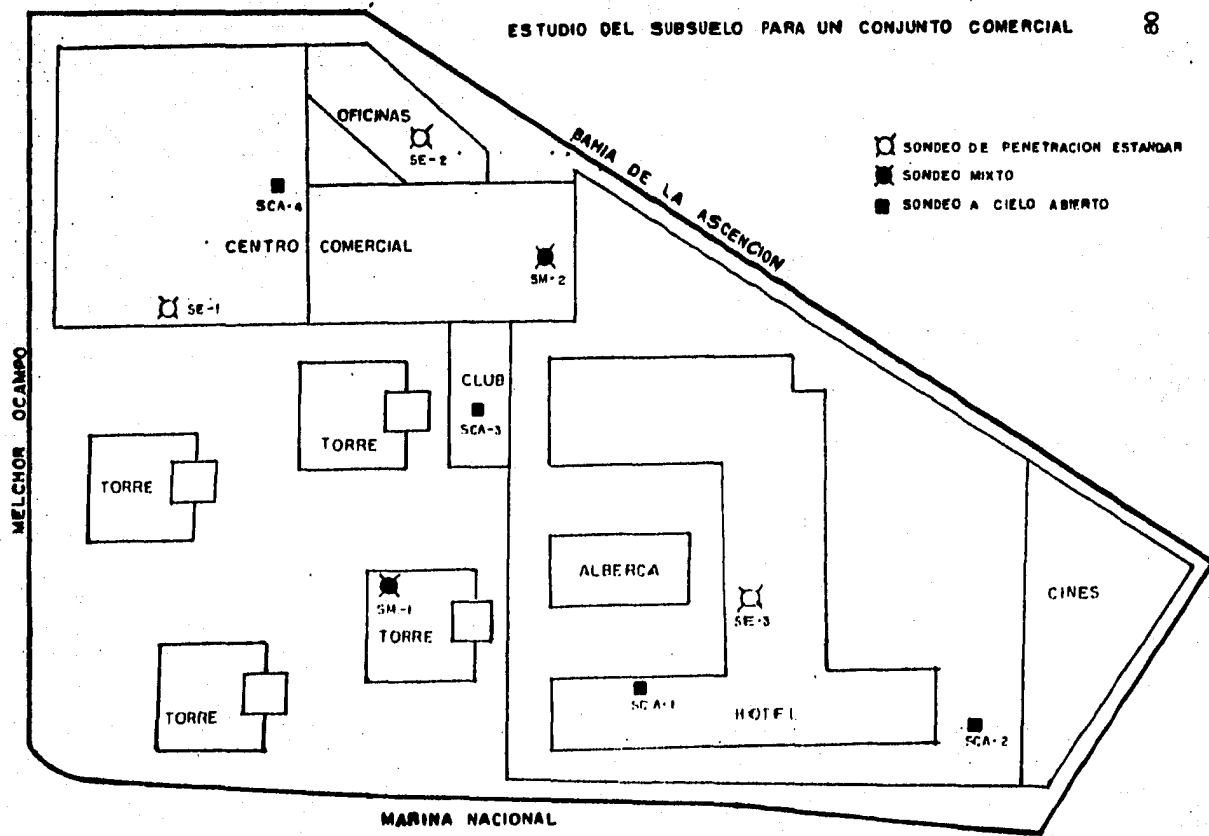 ESTUDIO DEL SUBSUELO PARA UN CONJUNTO COMERCIAL
80
OFICINAS
SE-2
BAHIA DE LA ASCENCION
SONDEO DE PENETRACION ESTANDAR
SONDEO MIXTO
SONDEO A CIELO ABIERTO
SCA-4
CENTRO COMERCIAL
SM-2
SE-1
MELCHOR OCAMPO
CLUB
SCA-3
TORRE
TORRE
ALBERCA
SM-1
TORRE
SE-3
CINES
SCA-1
HOTEL
TORRE
SCA-2
MARINA NACIONAL